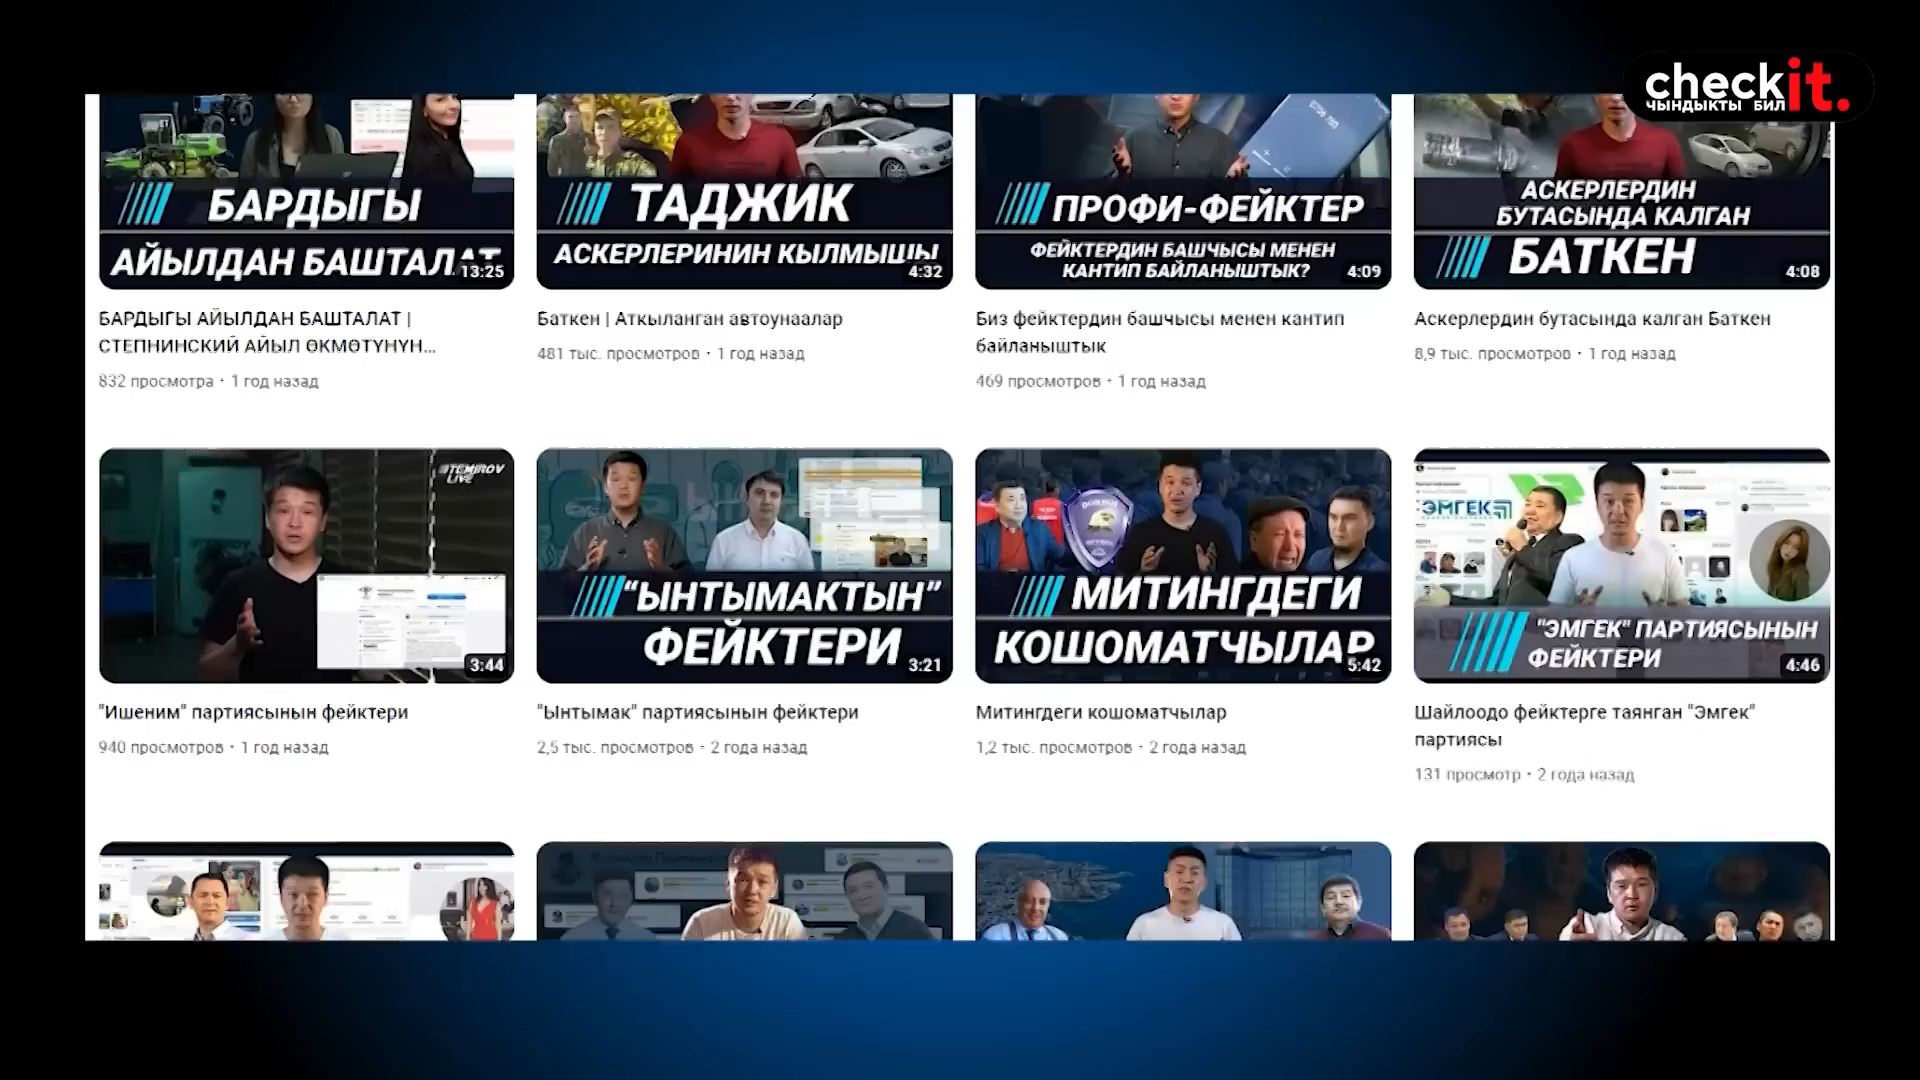 checkit.
ЧЫНДЫКТЫ БИЛ
БАРДЫГЫ
АЙЫЛДАН БАШТАЛАТ
13:25
ТАДЖИК
АСКЕРЛЕРИНИН КЫЛМЫШЫ
4:32
ПРОФИ-ФЕЙКТЕР
ФЕЙКТЕРДИН БАШЧЫСЫ МЕНЕН
КАНТИП БАЙЛАНЫШТЫК?
4:09
АСКЕРЛЕРДИН
БУТАСЫНДА КАЛГАН
БАТКЕН
4:08
БАРДЫГЫ АЙЫЛДАН БАШТАЛАТ |
СТЕПНИНСКИЙ АЙЫЛ ӨКМӨТҮНҮН...
832 просмотра • 1 год назад
Баткен | Аткыланган автоунаалар
481 тыс. просмотров • 1 год назад
Биз фейктердин башчысы менен кантип
байланыштык
469 просмотров • 1 год назад
Аскерлердин бутасында калган Баткен
8,9 тыс. просмотров • 1 год назад
TEMIROV
LIVE
3:44
“ЫНТЫМАКТЫН”
ФЕЙКТЕРИ
3:21
МИТИНГДЕГИ
КОШОМАТЧЫЛАР
5:42
ЭМГЕК
"ЭМГЕК" ПАРТИЯСЫНЫН
ФЕЙКТЕРИ
4:46
"Ишеним" партиясынын фейктери
940 просмотров • 1 год назад
"Ынтымак" партиясынын фейктери
2,5 тыс. просмотров • 2 года назад
Митингдеги кошоматчылар
1,2 тыс. просмотров • 2 года назад
Шайлоодо фейктерге таянган "Эмгек"
партиясы
131 просмотр • 2 года назад